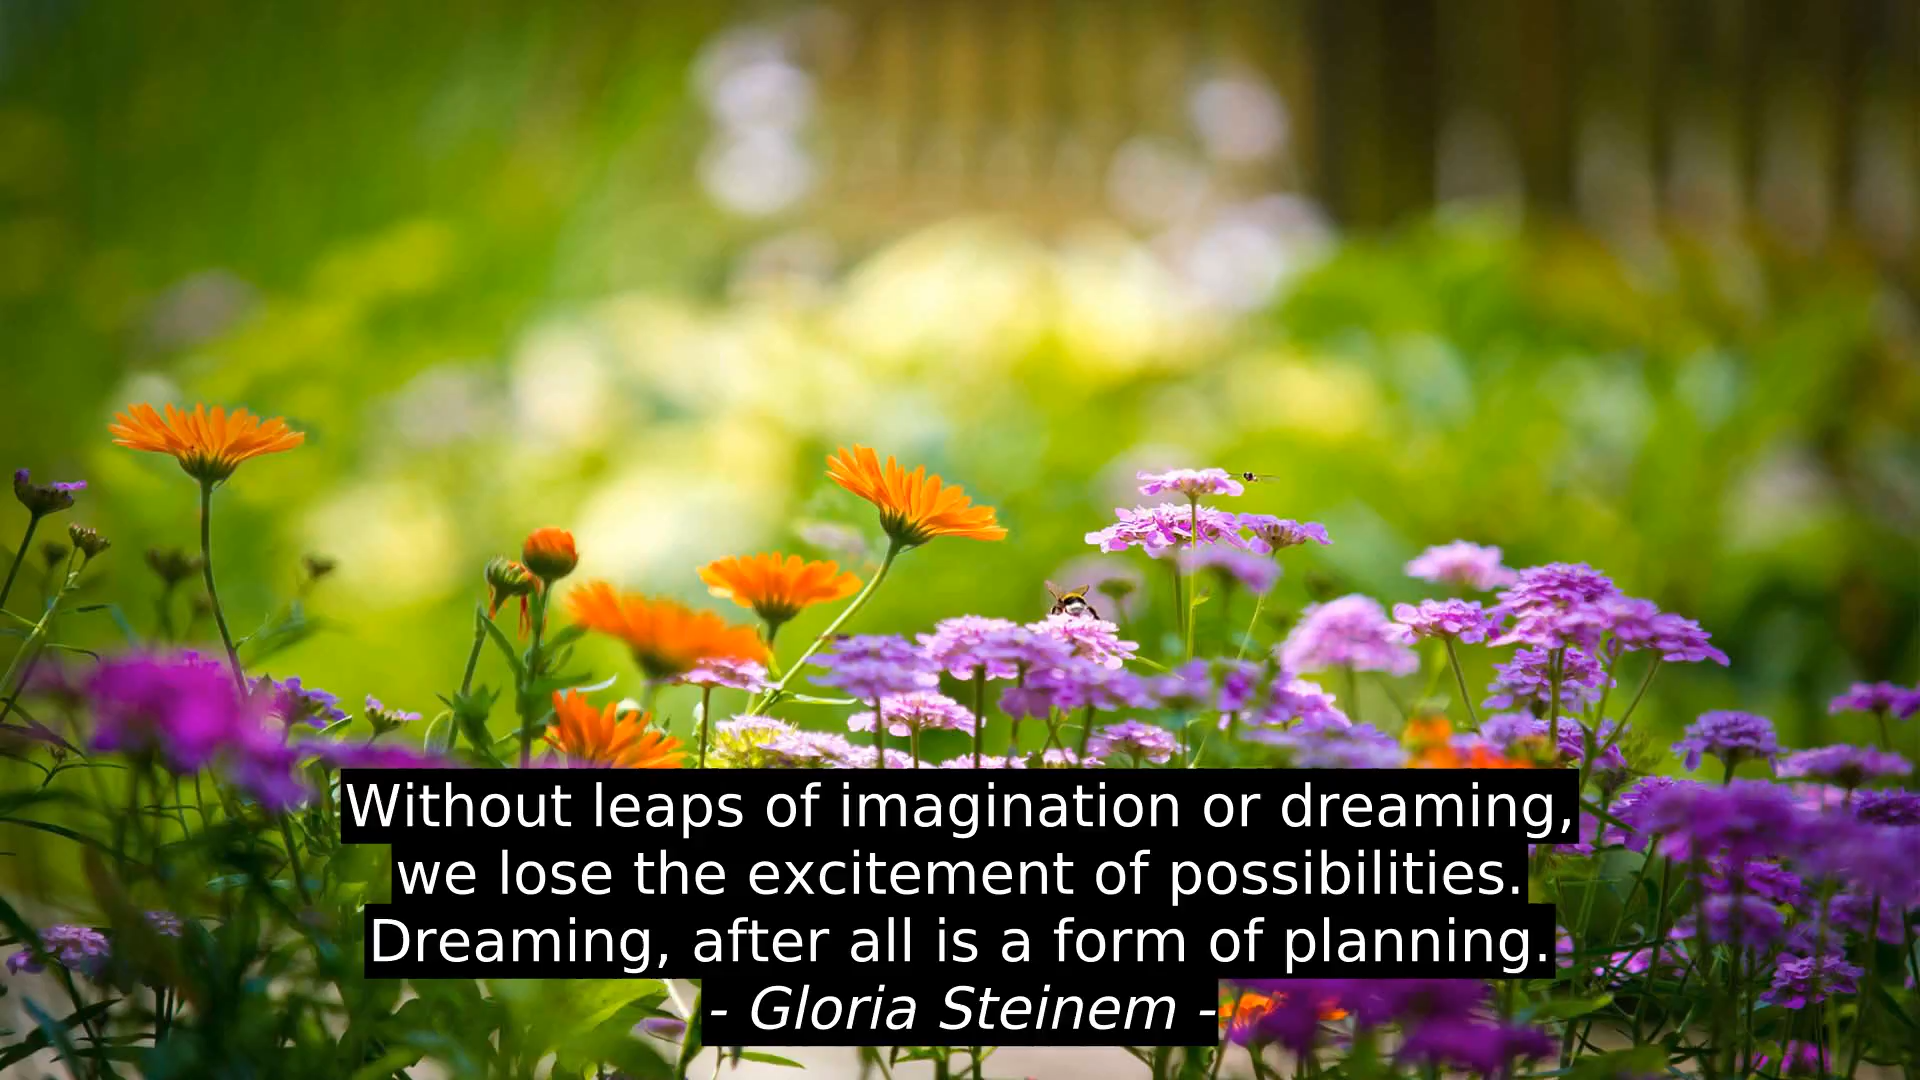 Without leaps of imagination or dreaming,
we lose the excitement of possibilities.
Dreaming, after all is a form of planning.
- Gloria Steinem -